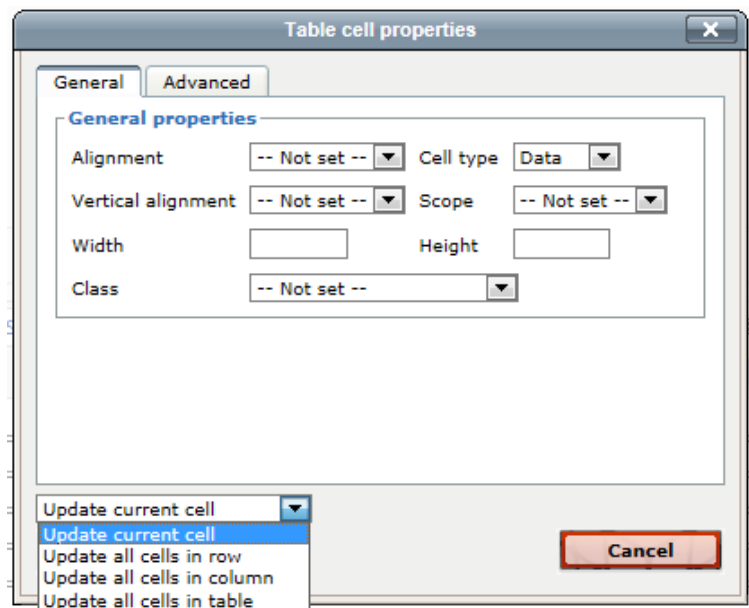 Table cell properties
General Advanced
General properties
Alignment -- Not set -- Cell type Data
Vertical alignment -- Not set -- Scope -- Not set --
Width Height
Class -- Not set --
Update current cell
Update current cell
Update all cells in row
Update all cells in column
Update all cells in table
Cancel